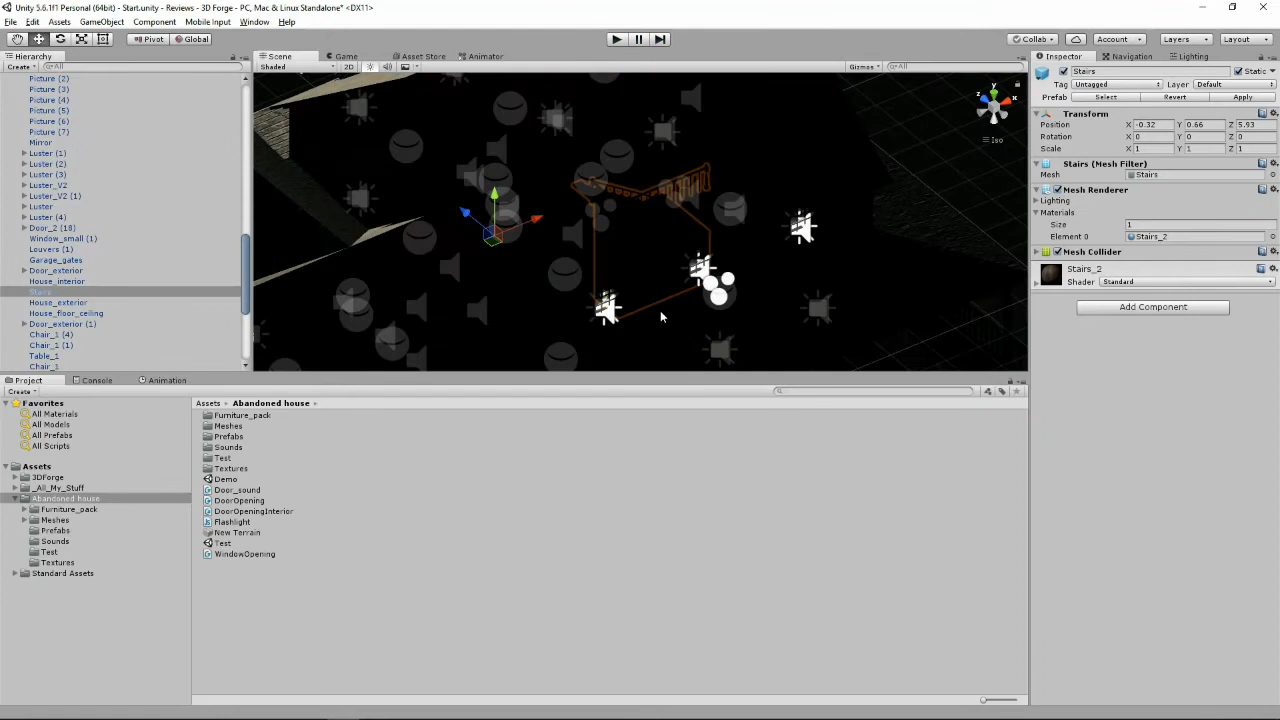 Unity 5.6.1f1 Personal (64bit) - Start.unity - Reviews - 3D Forge - PC, Mac & Linux Standalone* <DX11>
File Edit Assets GameObject Component Mobile Input Window Help
Pivot Global Collab Account Layers Layout
Hierarchy
Create All
Picture (2)
Picture (3)
Picture (4)
Picture (5)
Picture (6)
Picture (7)
Mirror
Luster (1)
Luster (2)
Luster (3)
Luster_V2
Luster_V2 (1)
Luster
Luster (4)
Door_2 (18)
Window_small (1)
Louvers (1)
Garage_gates
Door_exterior
House_interior
Stairs
House_exterior
House_floor_ceiling
Door_exterior (1)
Chair_1 (4)
Chair_1 (1)
Table_1
Chair_1
Scene Game Asset Store Animator
Shaded 2D Gizmos All
y
x
z
Iso
Inspector Navigation Lighting
Stairs Static
Tag Untagged Layer Default
Prefab Select Revert Apply
Transform
Position X -0.32 Y 0.66 Z 5.93
Rotation X 0 Y 0 Z 0
Scale X 1 Y 1 Z 1
Stairs (Mesh Filter)
Mesh Stairs
Mesh Renderer
Lighting
Materials
Size 1
Element 0 Stairs_2
Mesh Collider
Stairs_2
Shader Standard
Add Component
Project Console Animation
Create
Favorites
All Materials
All Models
All Prefabs
All Scripts
Assets
3DForge
_All_My_Stuff
Abandoned house
Furniture_pack
Meshes
Prefabs
Sounds
Test
Textures
Standard Assets
Assets Abandoned house
Furniture_pack
Meshes
Prefabs
Sounds
Test
Textures
Demo
Door_sound
DoorOpening
DoorOpeningInterior
Flashlight
New Terrain
Test
WindowOpening